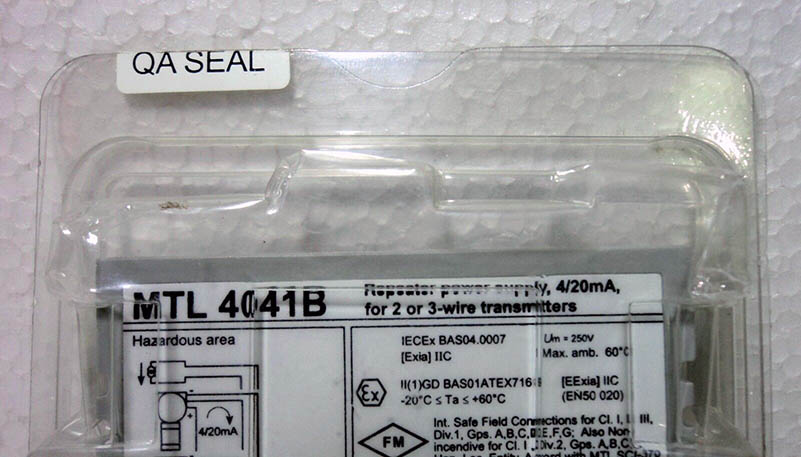 QA SEAL
MTL 4041B
Repeater power supply, 4/20mA,
for 2 or 3-wire transmitters
Hazardous area
4/20mA
IECEx BAS04.0007
[Exia] IIC
Um = 250V
Max. amb. 60°C
Ex
II(1)GD BAS01ATEX716
-20°C ≤ Ta ≤ +60°C
[EExia] IIC
(EN50 020)
FM
Int. Safe Field Connections for Cl. I, II, III,
Div.1, Gps. A,B,C,D,E,F,G; Also Non
incendive for Cl. I, Div.2, Gps. A,B,C,